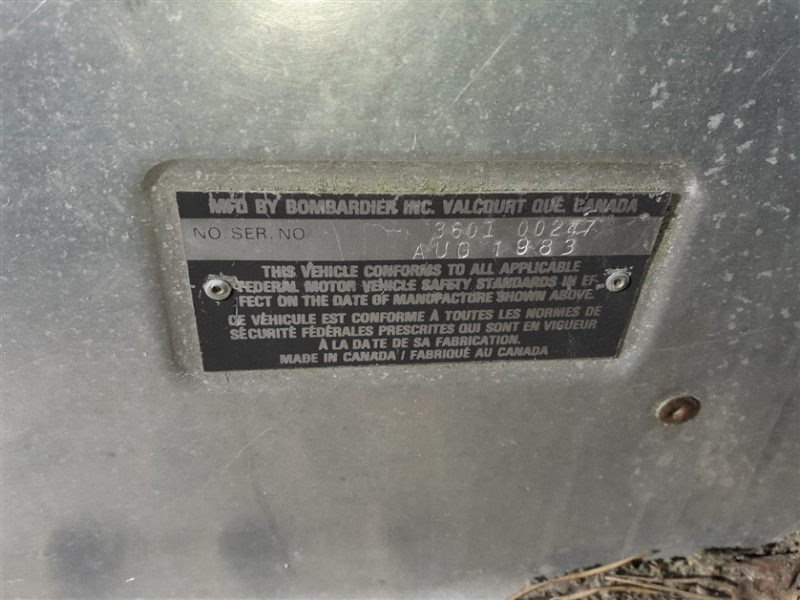 MFD BY BOMBARDIER INC. VALCOURT QUE. CANADA
NO. SER. NO 3601 00247
AUG 1983
THIS VEHICLE CONFORMS TO ALL APPLICABLE
FEDERAL MOTOR VEHICLE SAFETY STANDARDS IN EF-
FECT ON THE DATE OF MANUFACTURE SHOWN ABOVE.
CE VÉHICULE EST CONFORME À TOUTES LES NORMES DE
SÉCURITÉ FÉDÉRALES PRESCRITES QUI SONT EN VIGUEUR
À LA DATE DE SA FABRICATION.
MADE IN CANADA / FABRIQUÉ AU CANADA